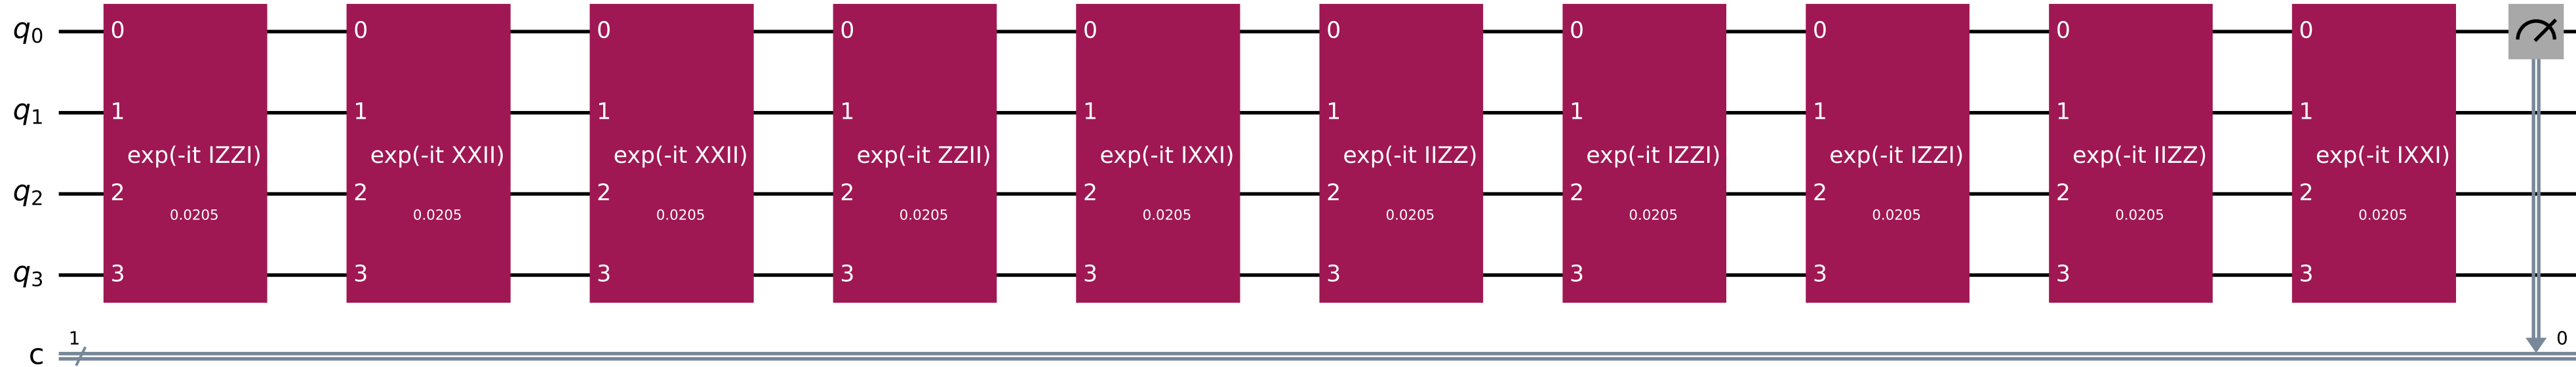 q0 0 0 0 0 0 0 0 0 0 0
q1 1 1 1 1 1 1 1 1 1 1
exp(-it IZZI) exp(-it XXII) exp(-it XXII) exp(-it ZZII) exp(-it IXXI) exp(-it IIZZ) exp(-it IZZI) exp(-it IZZI) exp(-it IIZZ) exp(-it IXXI)
q2 2 2 2 2 2 2 2 2 2 2
0.0205 0.0205 0.0205 0.0205 0.0205 0.0205 0.0205 0.0205 0.0205 0.0205
q3 3 3 3 3 3 3 3 3 3 3
1 0
c